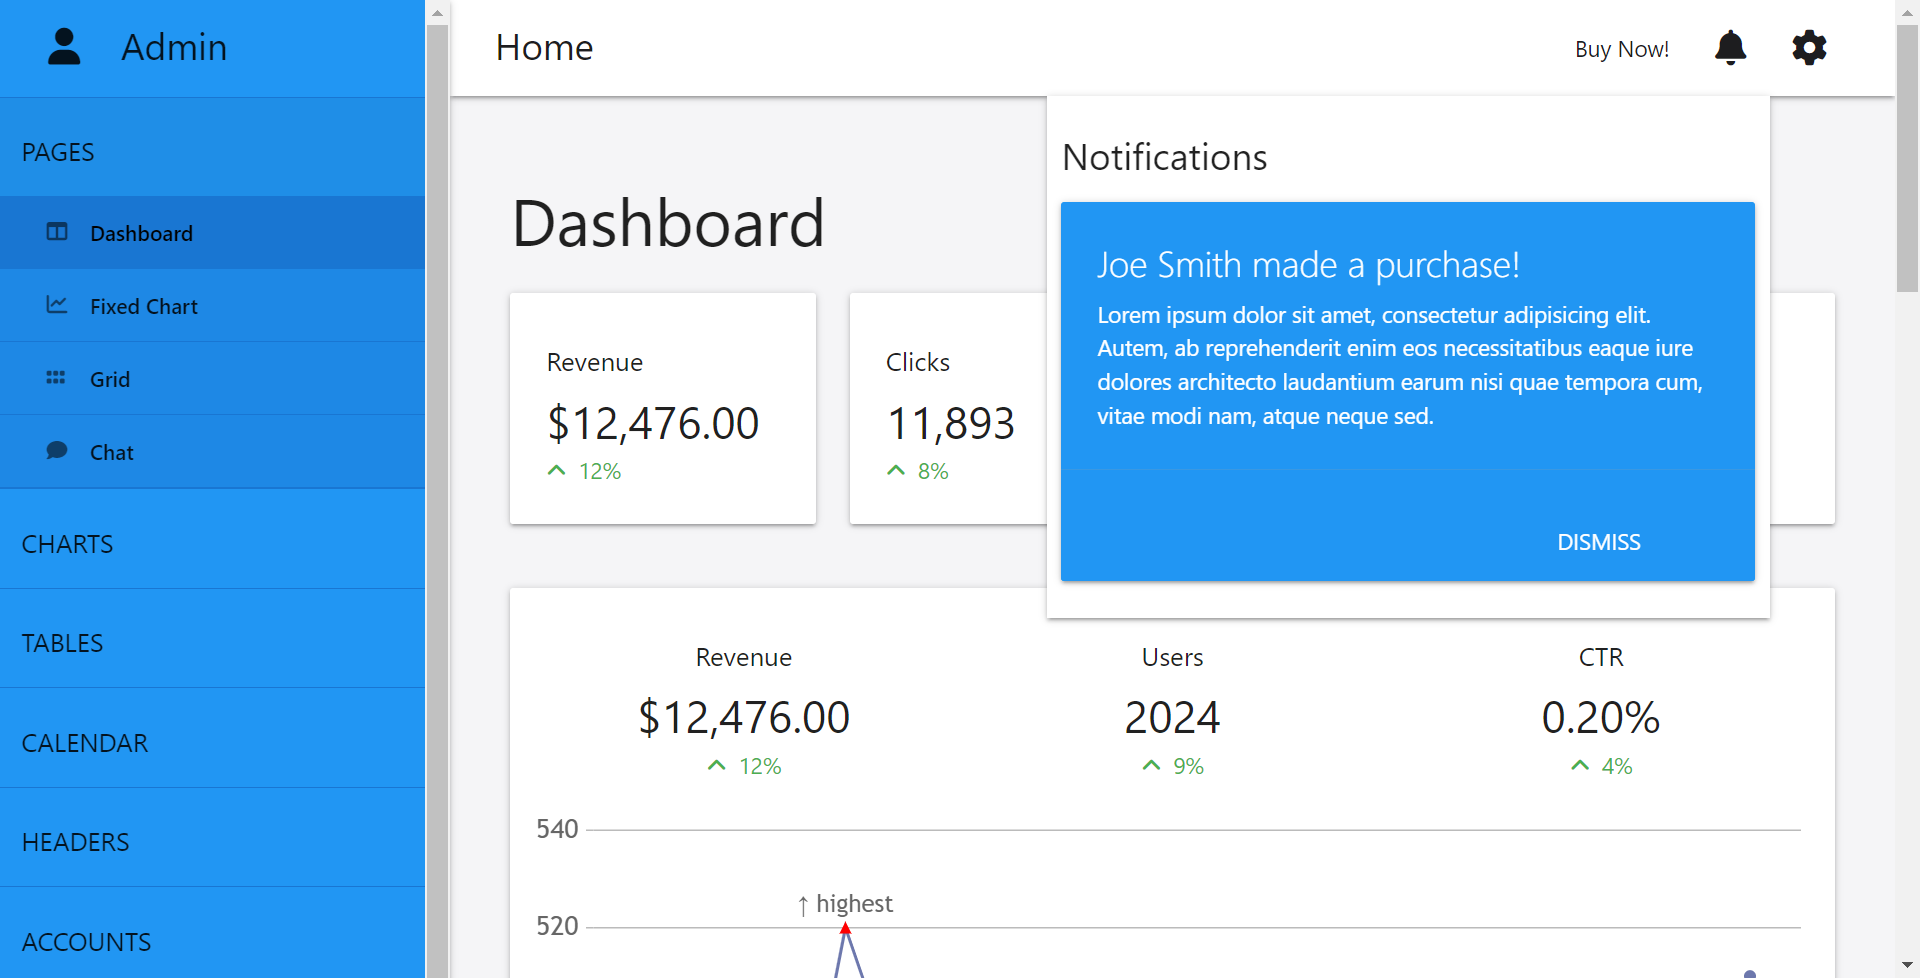 Admin
PAGES
Dashboard
Fixed Chart
Grid
Chat
CHARTS
TABLES
CALENDAR
HEADERS
ACCOUNTS
Home
Buy Now!
Notifications
Joe Smith made a purchase!
Lorem ipsum dolor sit amet, consectetur adipisicing elit.
Autem, ab reprehenderit enim eos necessitatibus eaque iure
dolores architecto laudantium earum nisi quae tempora cum,
vitae modi nam, atque neque sed.
DISMISS
Dashboard
Revenue
$12,476.00
12%
Clicks
11,893
8%
Revenue
$12,476.00
12%
Users
2024
9%
CTR
0.20%
4%
540
↑ highest
520